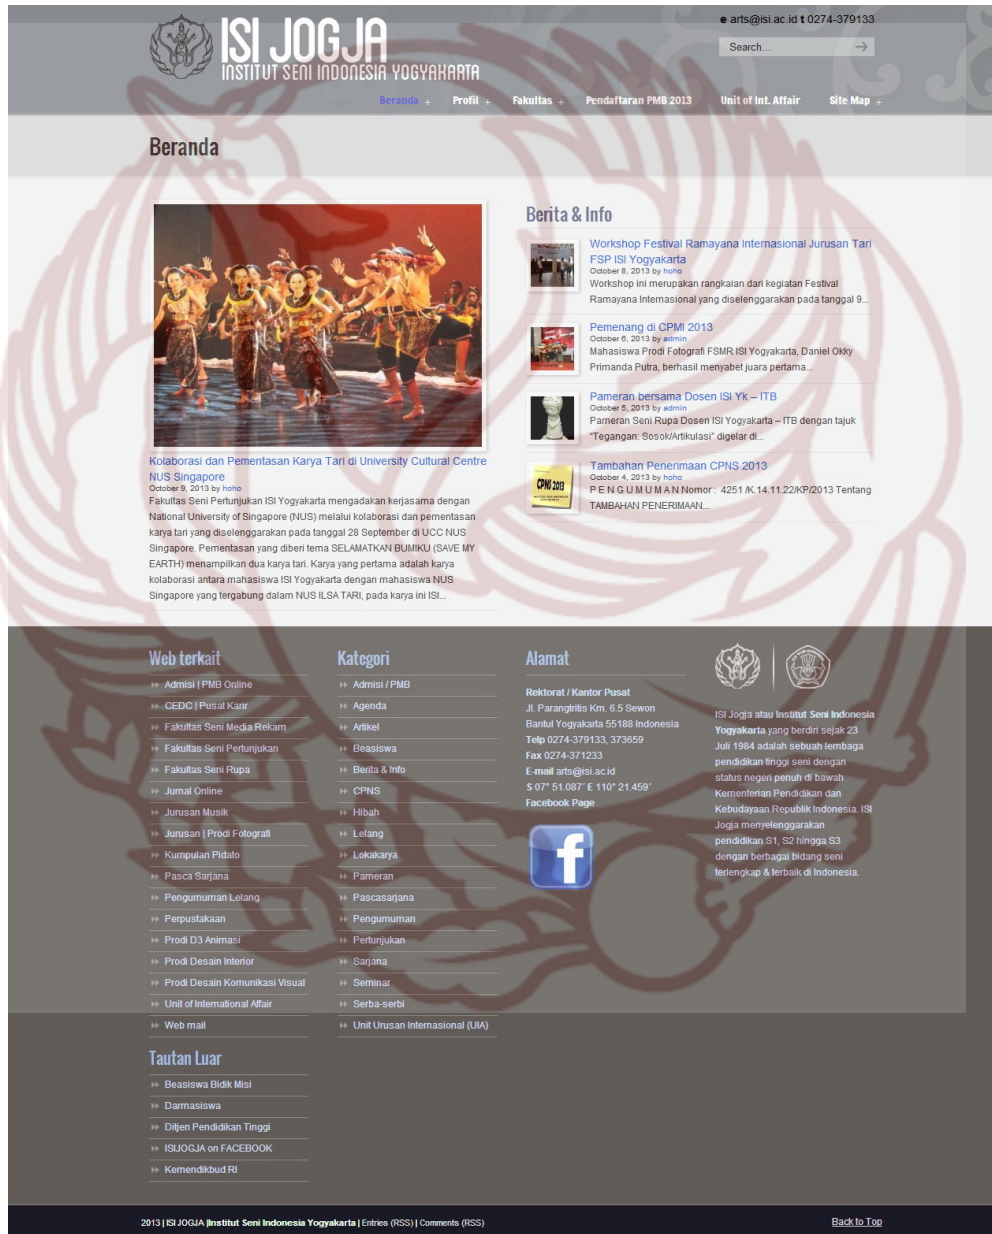 e arts@isi.ac.id t 0274-379133
ISI JOGJA
INSTITUT SENI INDONESIA YOGYAKARTA
Search...
Beranda + Profil + Fakultas + Pendaftaran PMB 2013 Unit of Int. Affair Site Map +
Beranda
Kolaborasi dan Pementasan Karya Tari di University Cultural Centre
NUS Singapore
October 9, 2013 by hoho
Fakultas Seni Pertunjukan ISI Yogyakarta mengadakan kerjasama dengan
National University of Singapore (NUS) melalui kolaborasi dan pementasan
karya tari yang diselenggarakan pada tanggal 28 September di UCC NUS
Singapore. Pementasan yang diberi tema SELAMATKAN BUMIKU (SAVE MY
EARTH) menampilkan dua karya tari. Karya yang pertama adalah karya
kolaborasi antara mahasiswa ISI Yogyakarta dengan mahasiswa NUS
Singapore yang tergabung dalam NUS ILSA TARI, pada karya ini ISI...
Berita & Info
Workshop Festival Ramayana Internasional Jurusan Tari
FSP ISI Yogyakarta
October 8, 2013 by hoho
Workshop ini merupakan rangkaian dari kegiatan Festival
Ramayana Internasional yang diselenggarakan pada tanggal 9...
Pemenang di CPMI 2013
October 6, 2013 by admin
Mahasiswa Prodi Fotografi FSMR ISI Yogyakarta, Daniel Okky
Primanda Putra, berhasil menyabet juara pertama...
Pameran bersama Dosen ISI Yk – ITB
October 5, 2013 by admin
Pameran Seni Rupa Dosen ISI Yogyakarta – ITB dengan tajuk
“Tegangan: Sosok/Artikulasi” digelar di...
CPNS 2013
Tambahan Penerimaan CPNS 2013
October 4, 2013 by hoho
P E N G U M U M A N Nomor : 4251 /K.14.11.22/KP/2013 Tentang
TAMBAHAN PENERIMAAN...
Web terkait
Admisi | PMB Online
CEDC | Pusat Karir
Fakultas Seni Media Rekam
Fakultas Seni Pertunjukan
Fakultas Seni Rupa
Jurnal Online
Jurusan Musik
Jurusan | Prodi Fotografi
Kumpulan Pidato
Pasca Sarjana
Pengumuman Lelang
Perpustakaan
Prodi D3 Animasi
Prodi Desain Interior
Prodi Desain Komunikasi Visual
Unit of International Affair
Web mail
Tautan Luar
Beasiswa Bidik Misi
Darmasiswa
Ditjen Pendidikan Tinggi
ISIJOGJA on FACEBOOK
Kemendikbud RI
Kategori
Admisi / PMB
Agenda
Artikel
Beasiswa
Berita & Info
CPNS
Hibah
Lelang
Lokakarya
Pameran
Pascasarjana
Pengumuman
Pertunjukan
Sarjana
Seminar
Serba-serbi
Unit Urusan Internasional (UIA)
Alamat
Rektorat / Kantor Pusat
Jl. Parangtritis Km. 6.5 Sewon
Bantul Yogyakarta 55188 Indonesia
Telp 0274-379133, 373659
Fax 0274-371233
E-mail arts@isi.ac.id
S 07° 51.087´ E 110° 21.459´
Facebook Page
f
ISI Jogja atau Institut Seni Indonesia
Yogyakarta yang berdiri sejak 23
Juli 1984 adalah sebuah lembaga
pendidikan tinggi seni dengan
status negeri penuh di bawah
Kementerian Pendidikan dan
Kebudayaan Republik Indonesia. ISI
Jogja menyelenggarakan
pendidikan S1, S2 hingga S3
dengan berbagai bidang seni
terlengkap & terbaik di Indonesia.
2013 | ISI JOGJA |Institut Seni Indonesia Yogyakarta | Entries (RSS) | Comments (RSS)
Back to Top